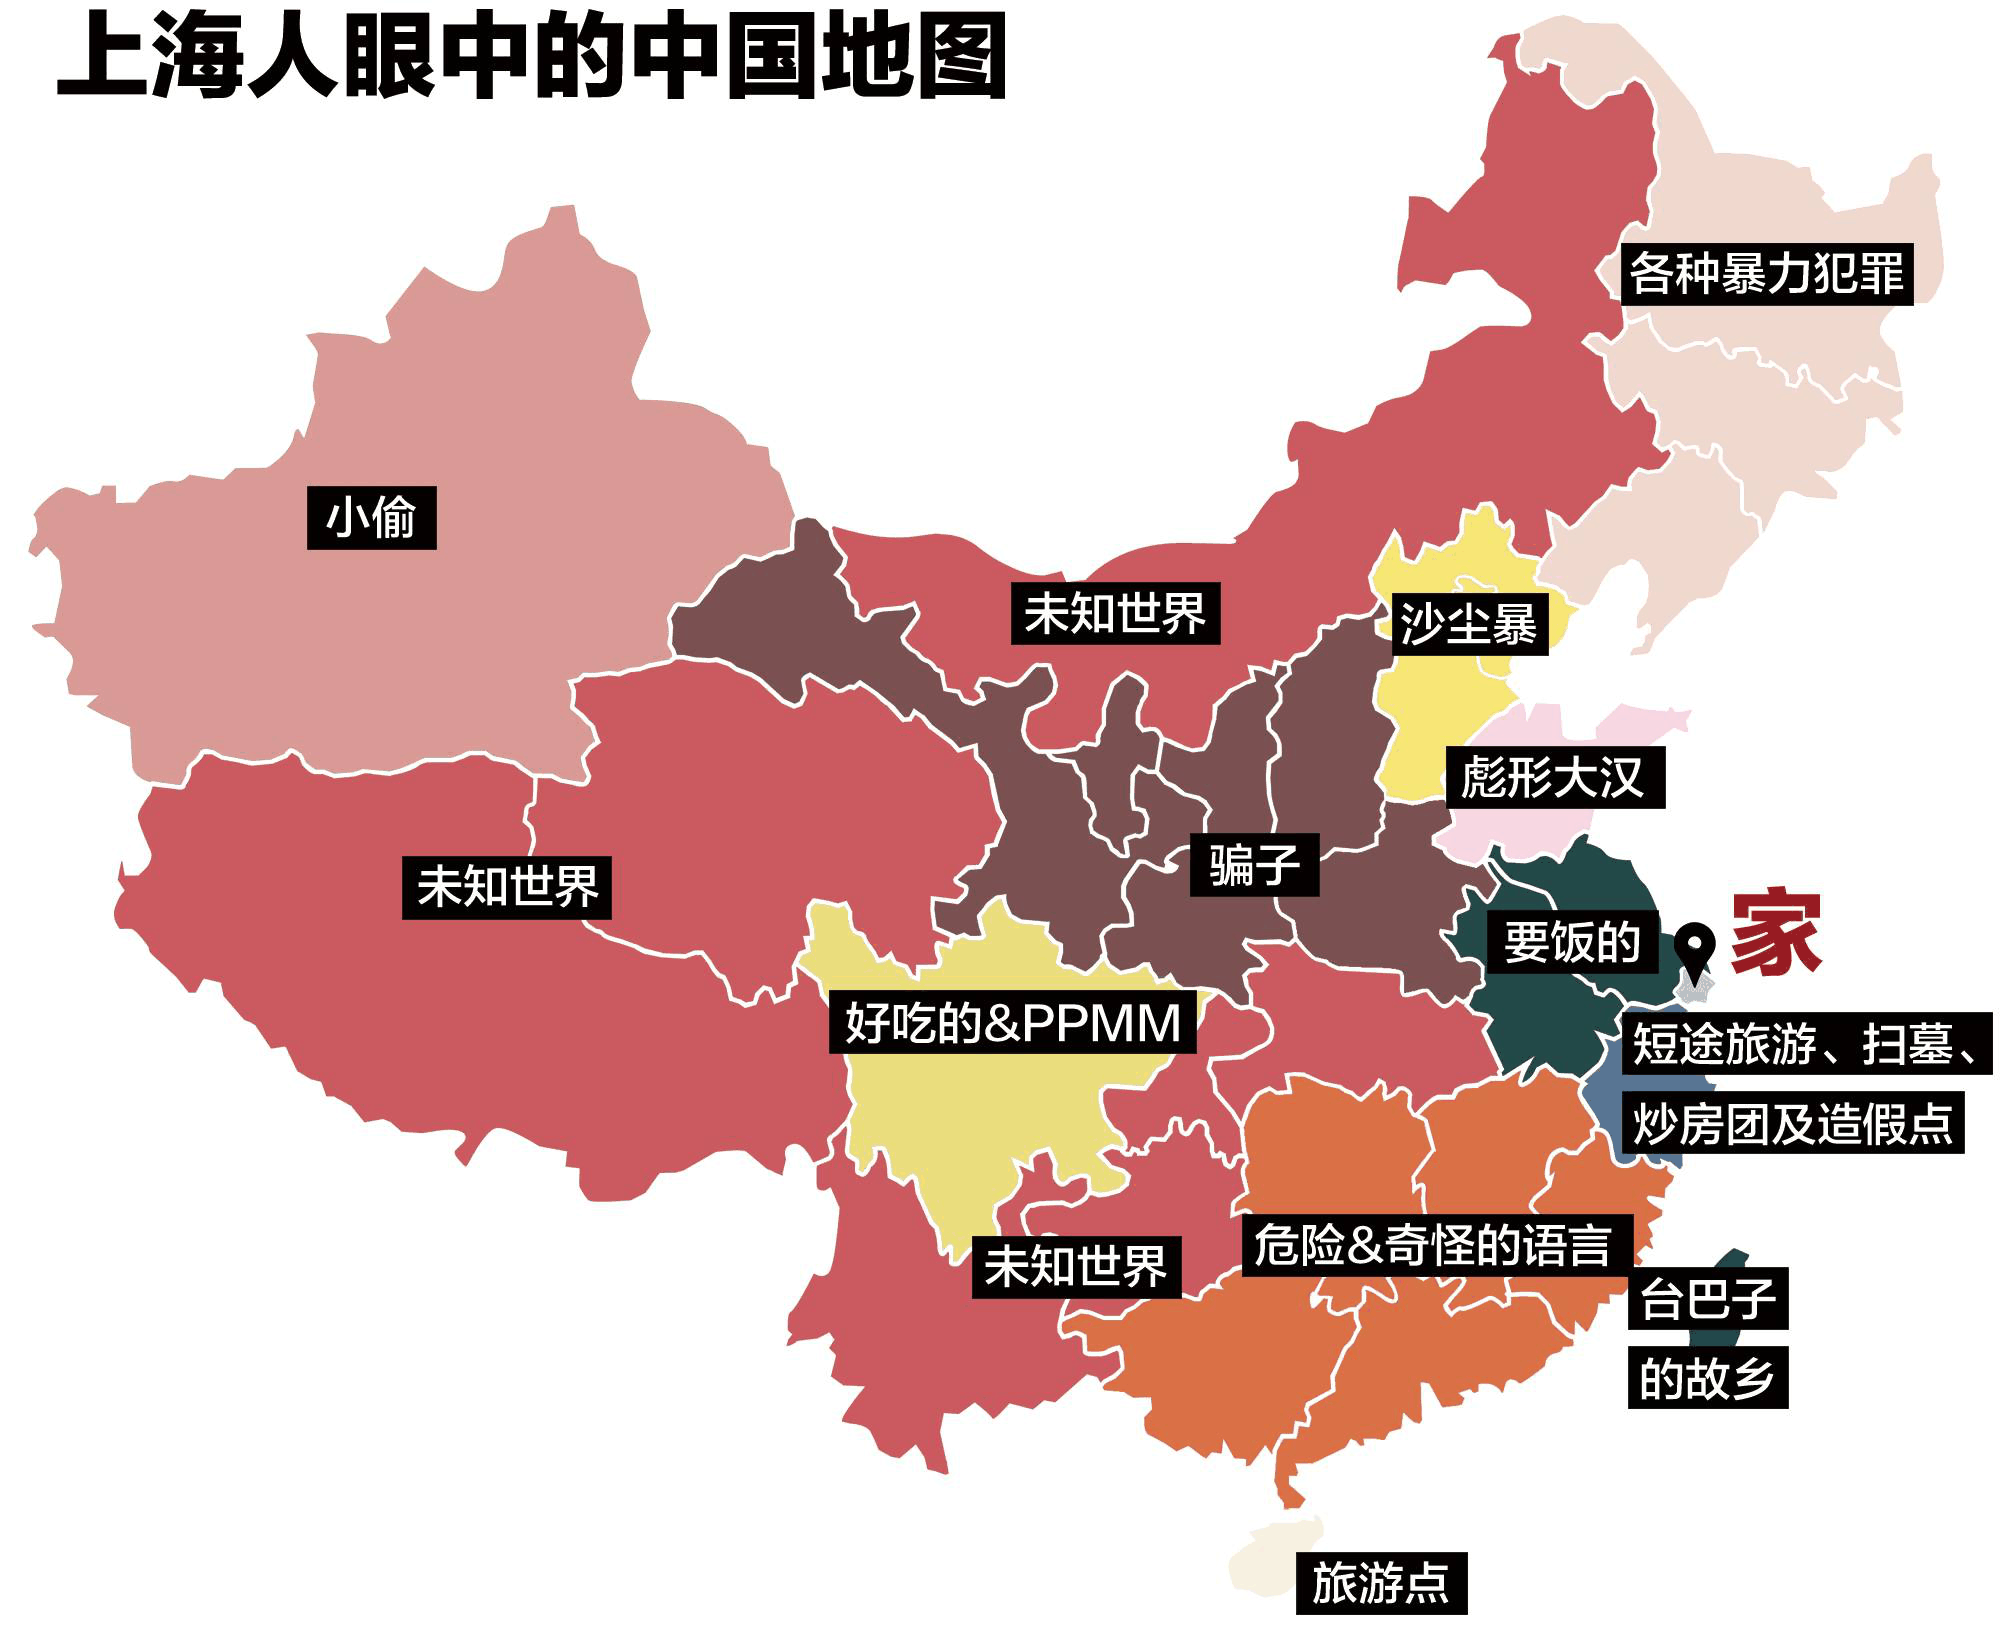 上海人眼中的中国地图
各种暴力犯罪
小偷
未知世界
沙尘暴
彪形大汉
骗子
未知世界
要饭的
家
好吃的&PPMM
短途旅游、扫墓、
炒房团及造假点
危险&奇怪的语言
未知世界
台巴子
的故乡
旅游点